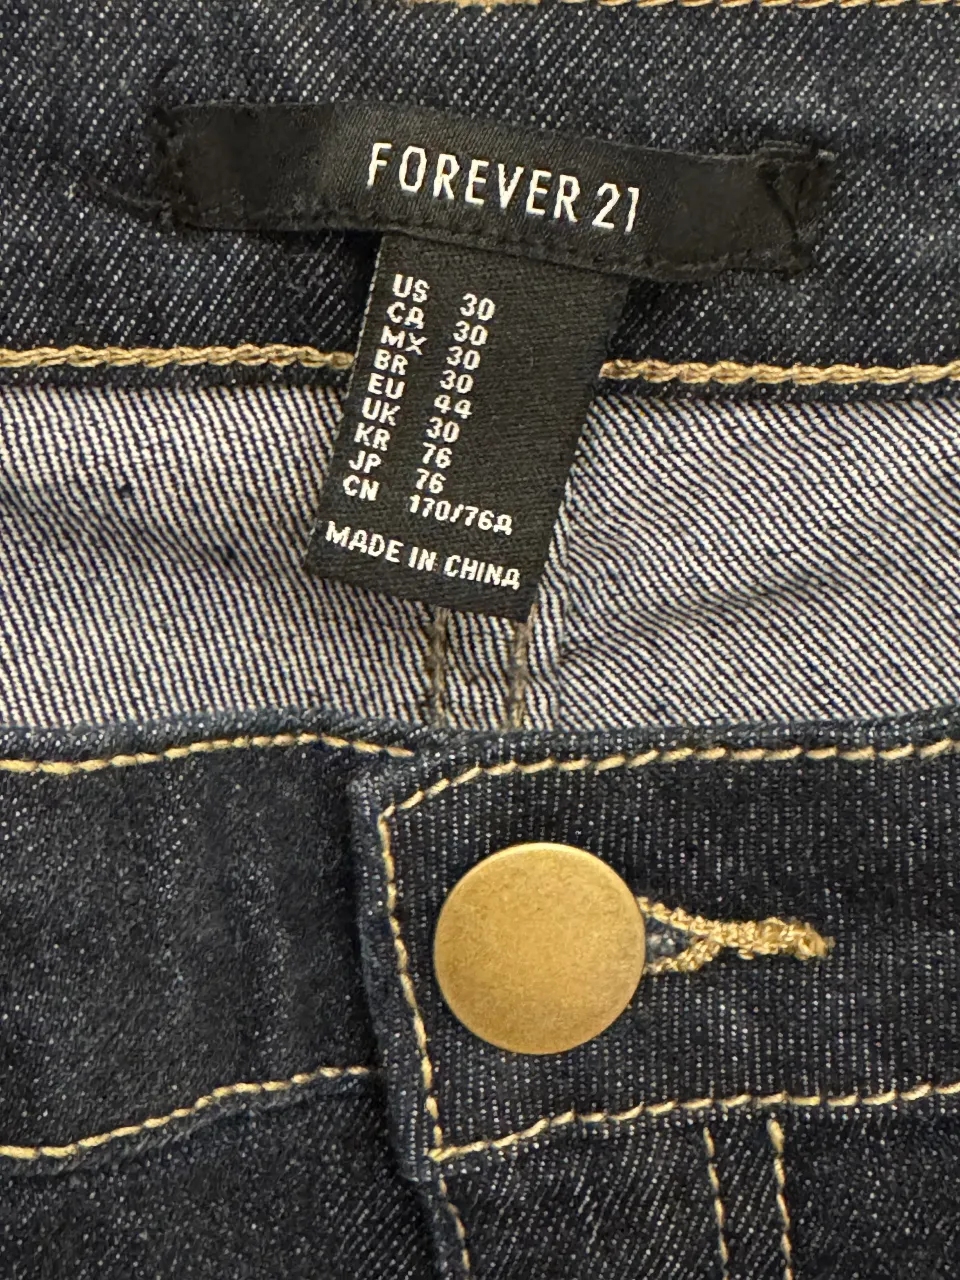 FOREVER 21
US 30
CA 30
MX 30
BR 30
EU 44
UK 30
KR 76
JP 76
CN 170/76A
MADE IN CHINA